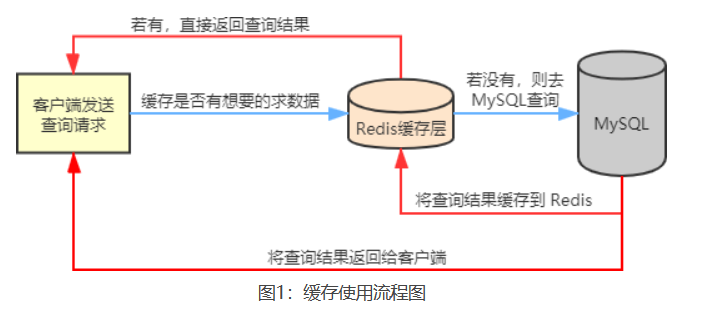 若有，直接返回查询结果
客户端发送
查询请求
缓存是否有想要的求数据
Redis缓存层
若没有，则去
MySQL查询
MySQL
将查询结果缓存到 Redis
将查询结果返回给客户端
图1：缓存使用流程图